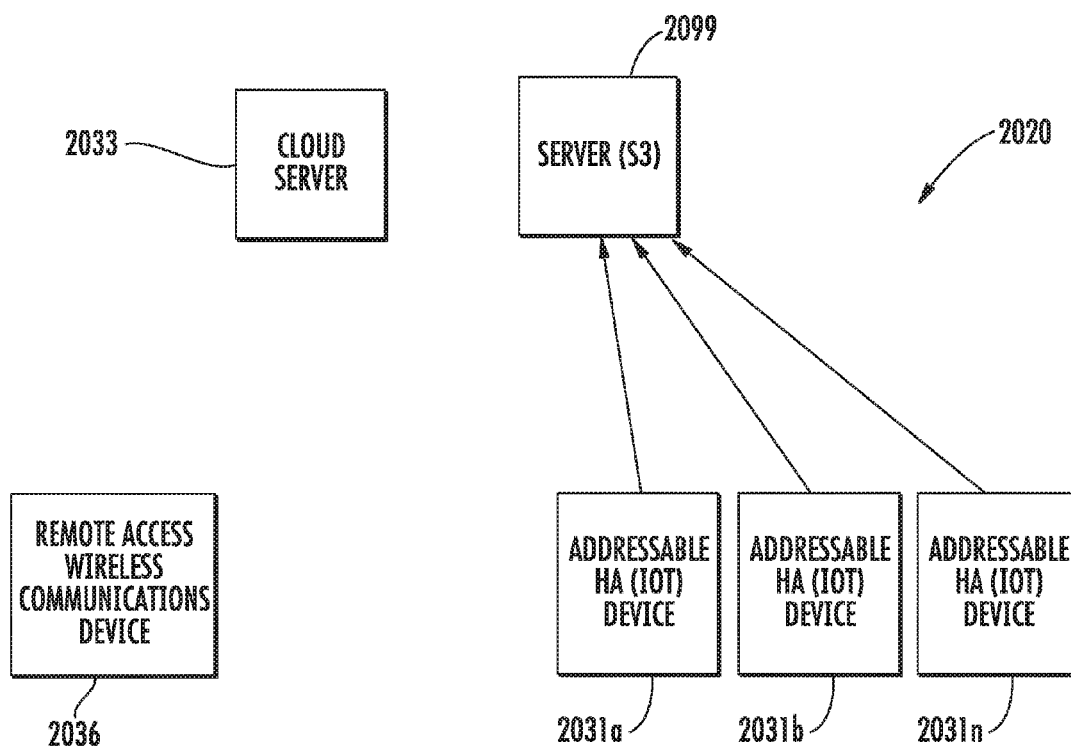 2099
2033
CLOUD
SERVER
SERVER (S3)
2020
REMOTE ACCESS
WIRELESS
COMMUNICATIONS
DEVICE
2036
ADDRESSABLE
HA (IOT)
DEVICE
2031a
ADDRESSABLE
HA (IOT)
DEVICE
2031b
ADDRESSABLE
HA (IOT)
DEVICE
2031n